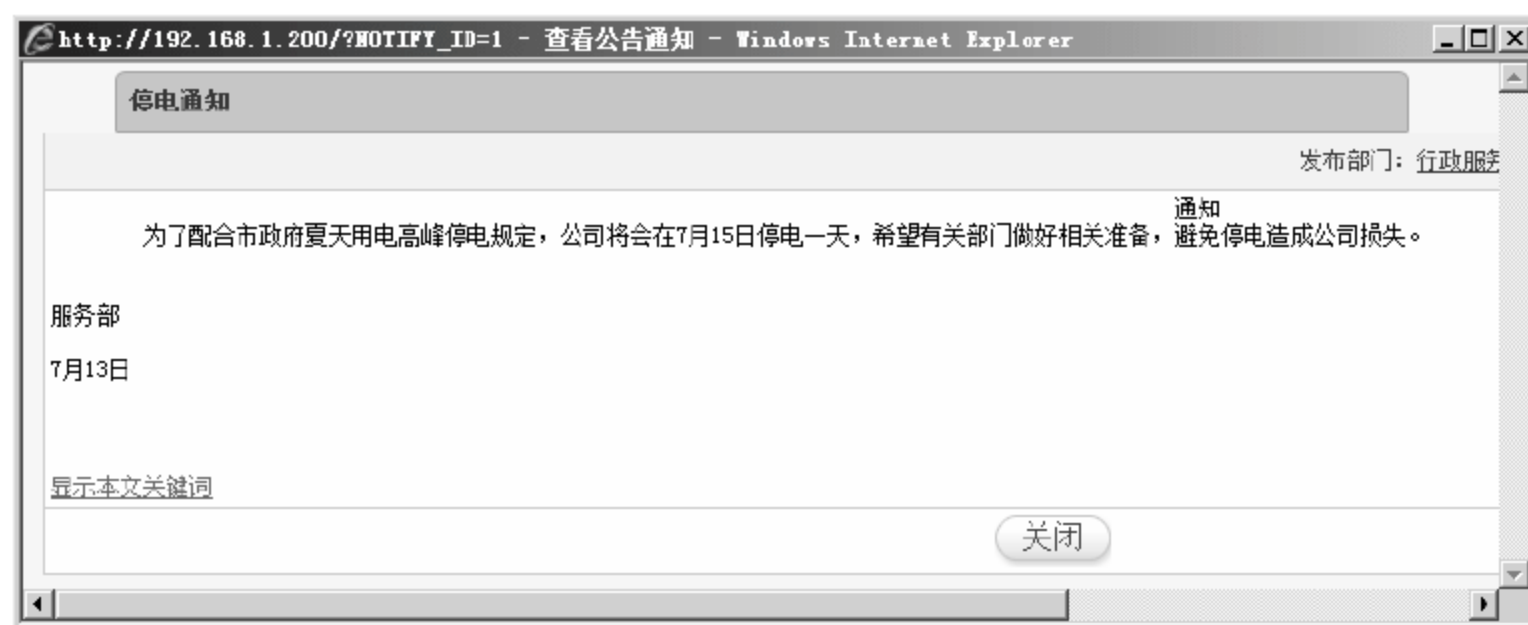 http://192.168.1.200/?NOTIFY_ID=1 - 查看公告通知 - Windows Internet Explorer
停电通知
发布部门：行政服务
通知
为了配合市政府夏天用电高峰停电规定，公司将会在7月15日停电一天，希望有关部门做好相关准备，避免停电造成公司损失。
服务部
7月13日
显示本文关键词
关闭